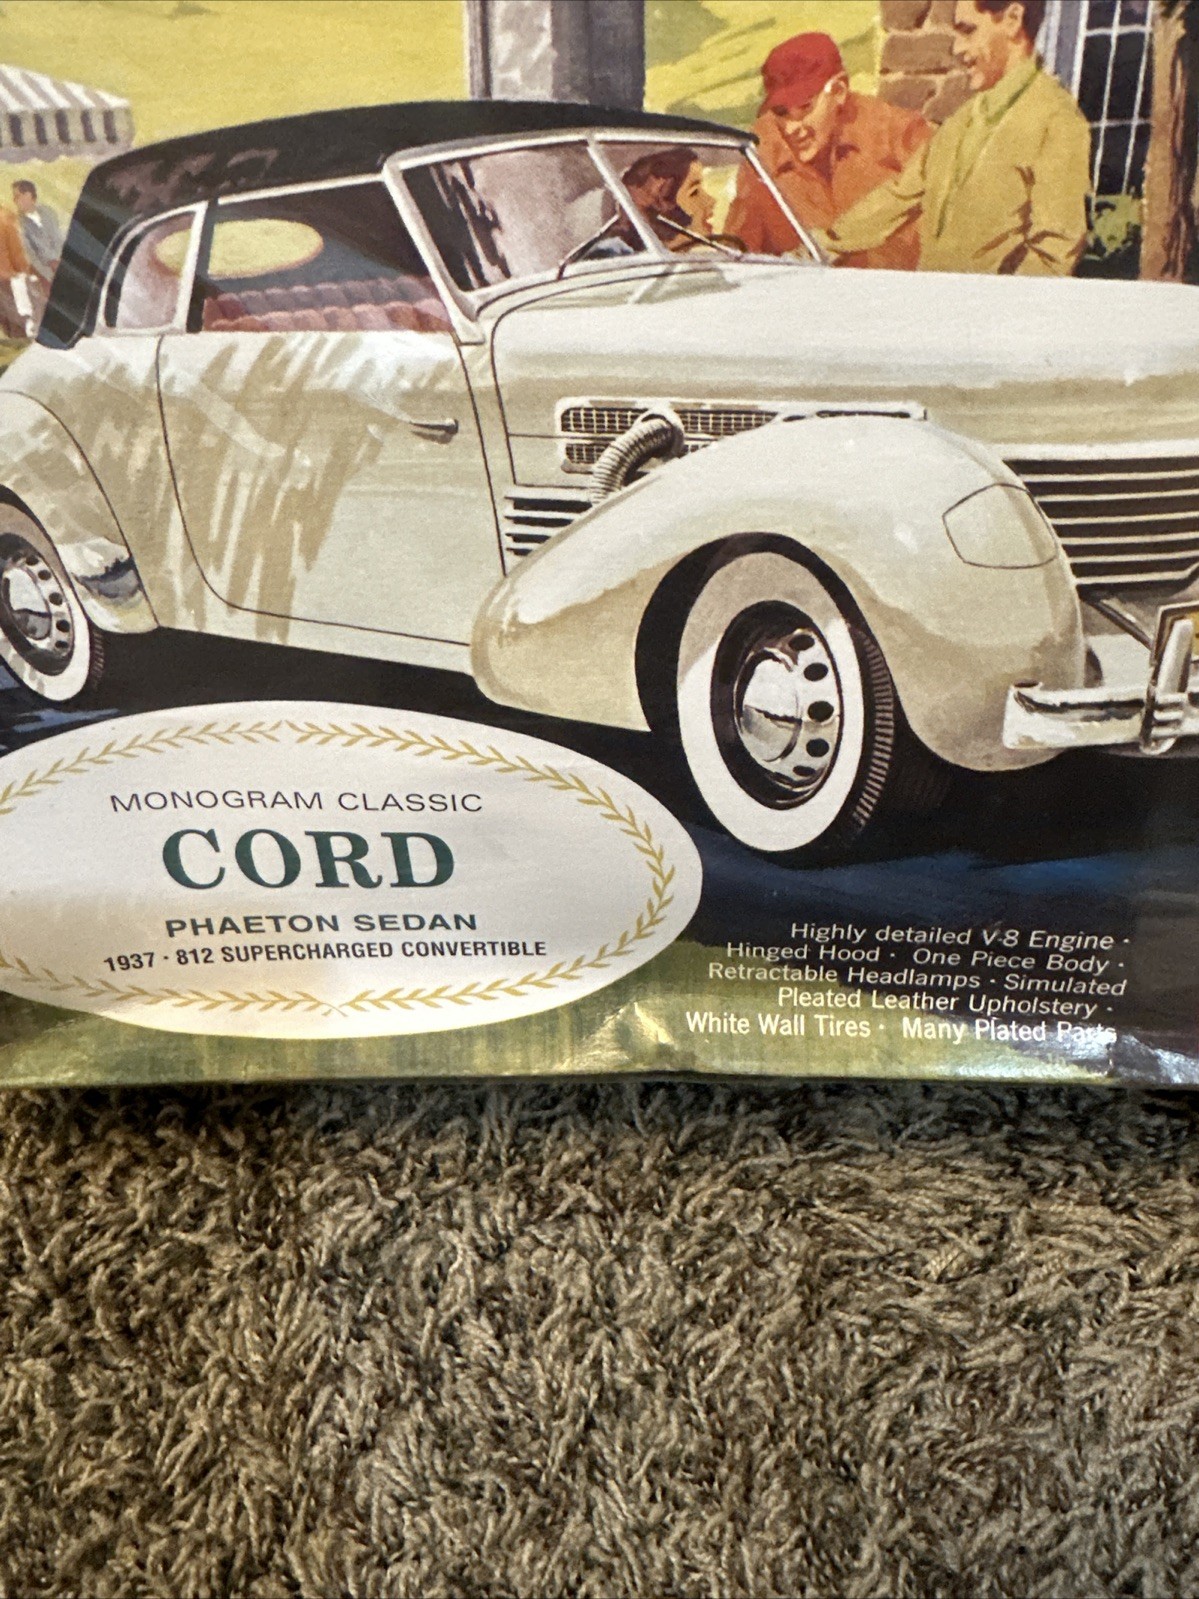 MONOGRAM CLASSIC
CORD
PHAETON SEDAN
1937 · 812 SUPERCHARGED CONVERTIBLE
Highly detailed V-8 Engine ·
Hinged Hood · One Piece Body ·
Retractable Headlamps · Simulated
Pleated Leather Upholstery ·
White Wall Tires · Many Plated Parts